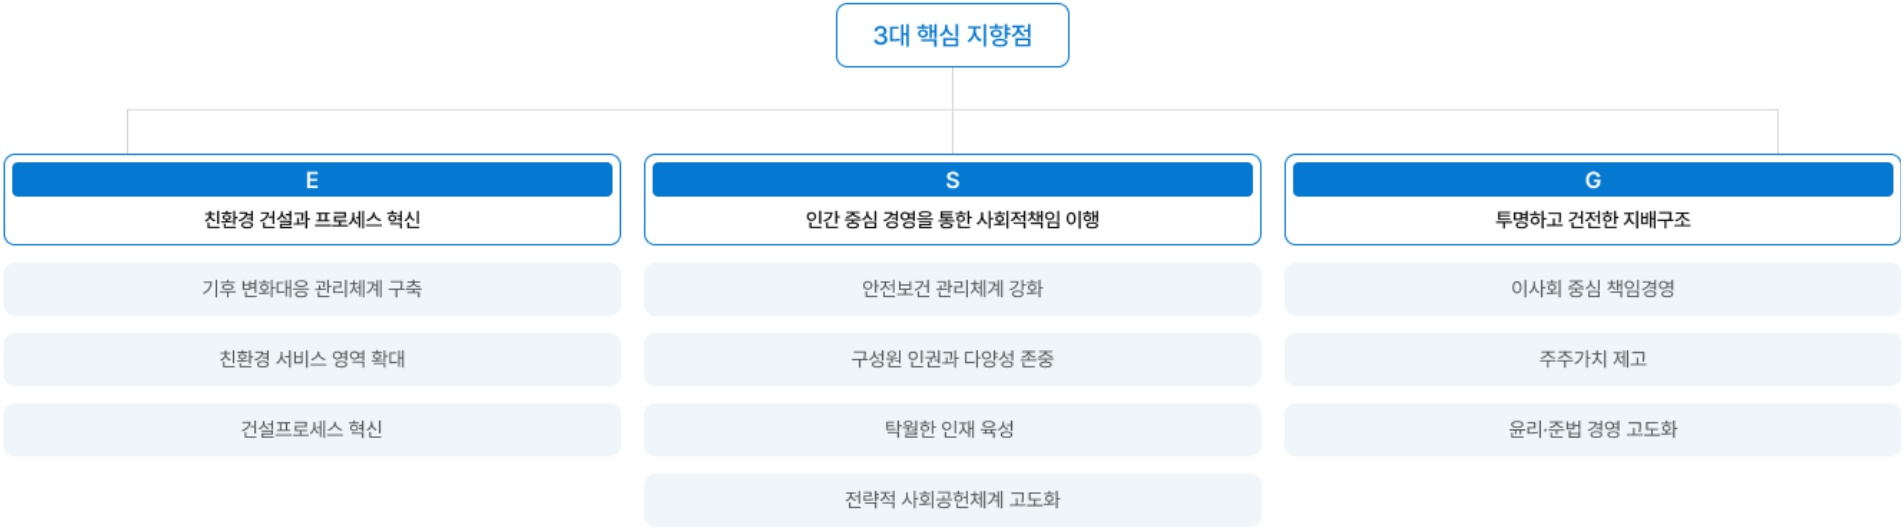 3대 핵심 지향점
E
친환경 건설과 프로세스 혁신
기후 변화대응 관리체계 구축
친환경 서비스 영역 확대
건설프로세스 혁신
S
인간 중심 경영을 통한 사회적책임 이행
안전보건 관리체계 강화
구성원 인권과 다양성 존중
탁월한 인재 육성
전략적 사회공헌체계 고도화
G
투명하고 건전한 지배구조
이사회 중심 책임경영
주주가치 제고
윤리·준법 경영 고도화